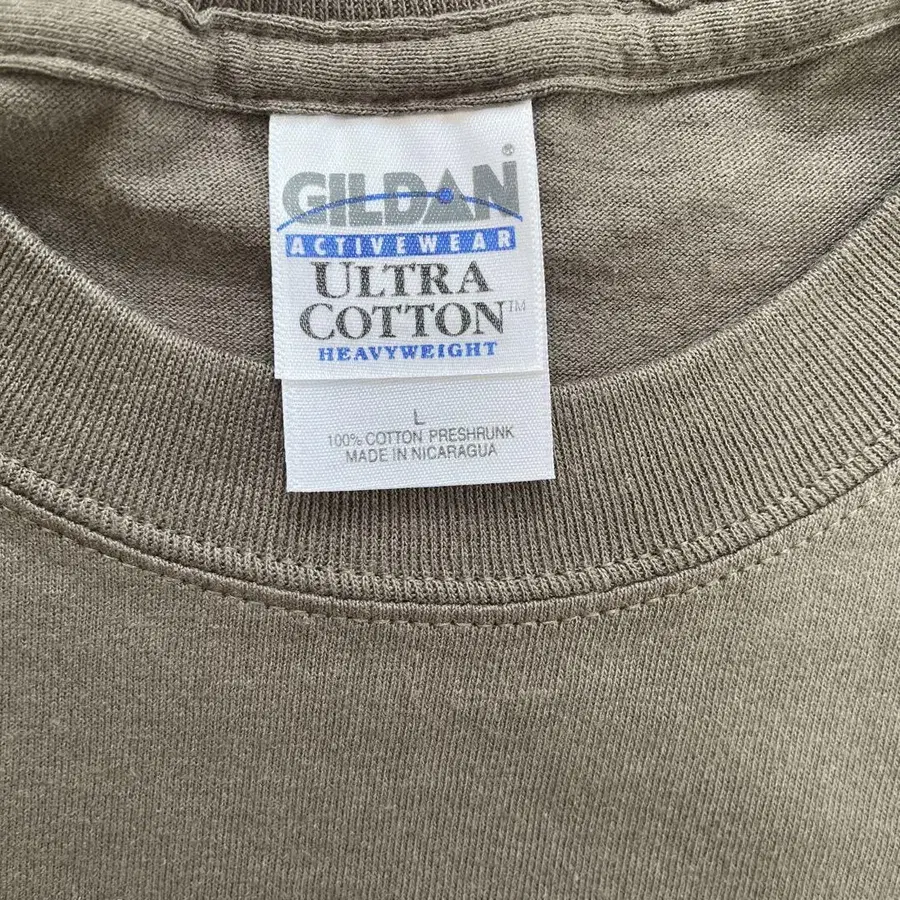 GILDAN®
ACTIVEWEAR
ULTRA
COTTON™
HEAVYWEIGHT
L
100% COTTON PRESHRUNK
MADE IN NICARAGUA